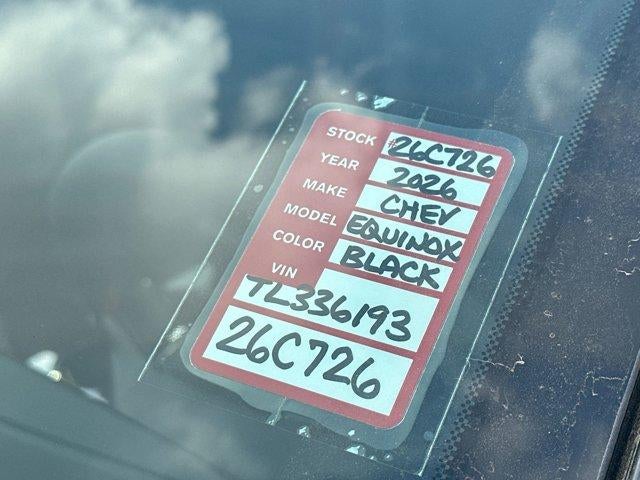 STOCK #26C726
YEAR 2026
MAKE CHEV
MODEL EQUINOX
COLOR BLACK
VIN
TL336193
26C726